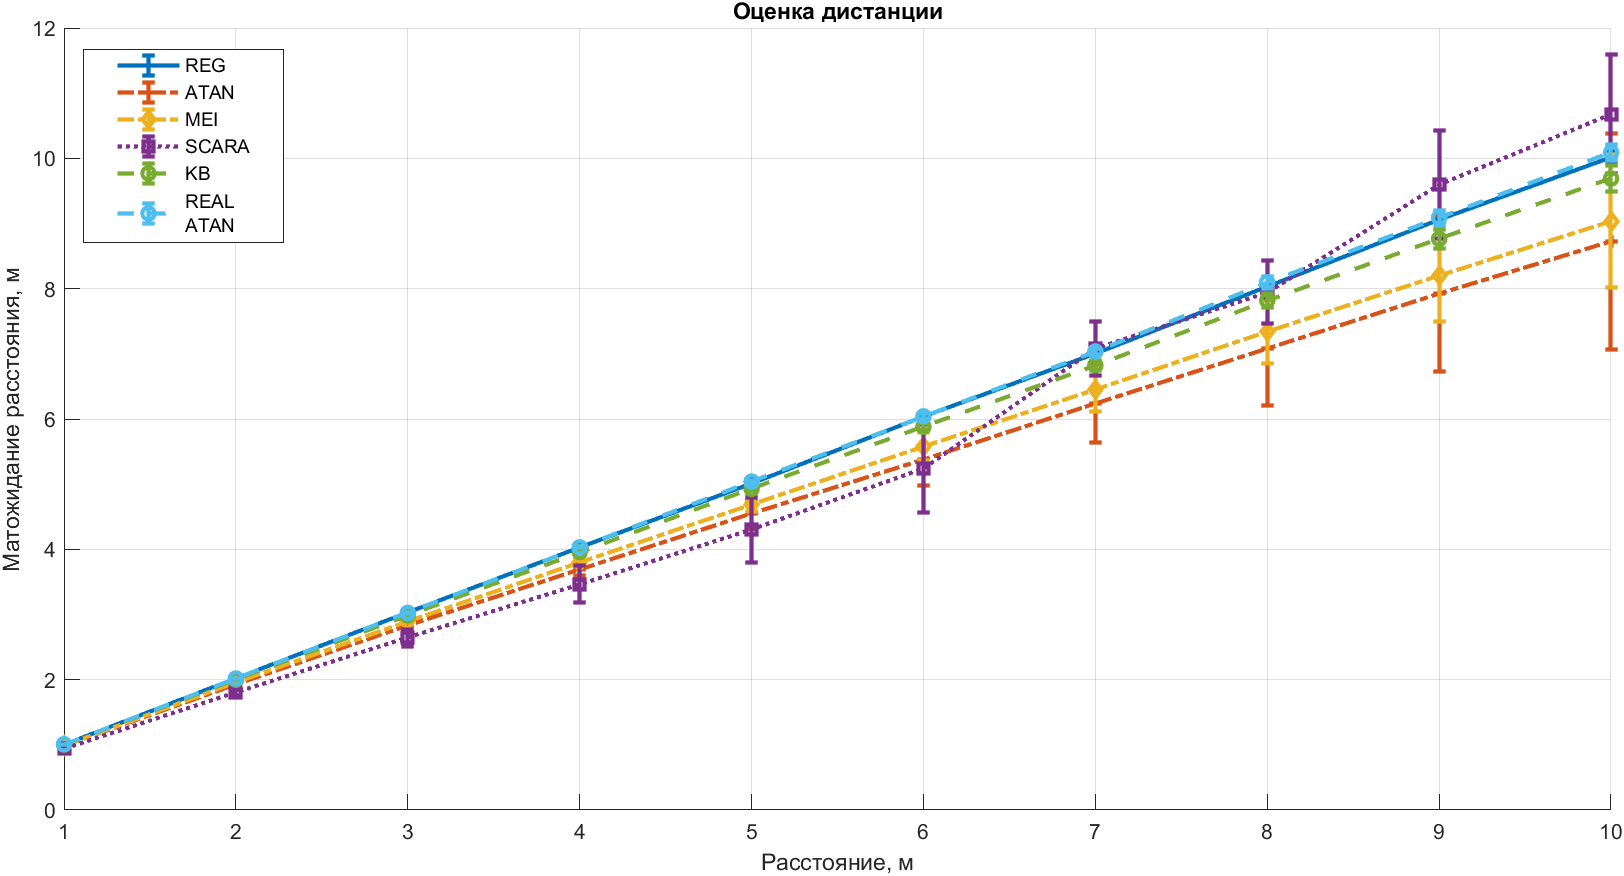 Оценка дистанции
12
10
8
6
4
2
0
Матожидание расстояния, м
REG
ATAN
MEI
SCARA
KB
REAL
ATAN
1 2 3 4 5 6 7 8 9 10
Расстояние, м